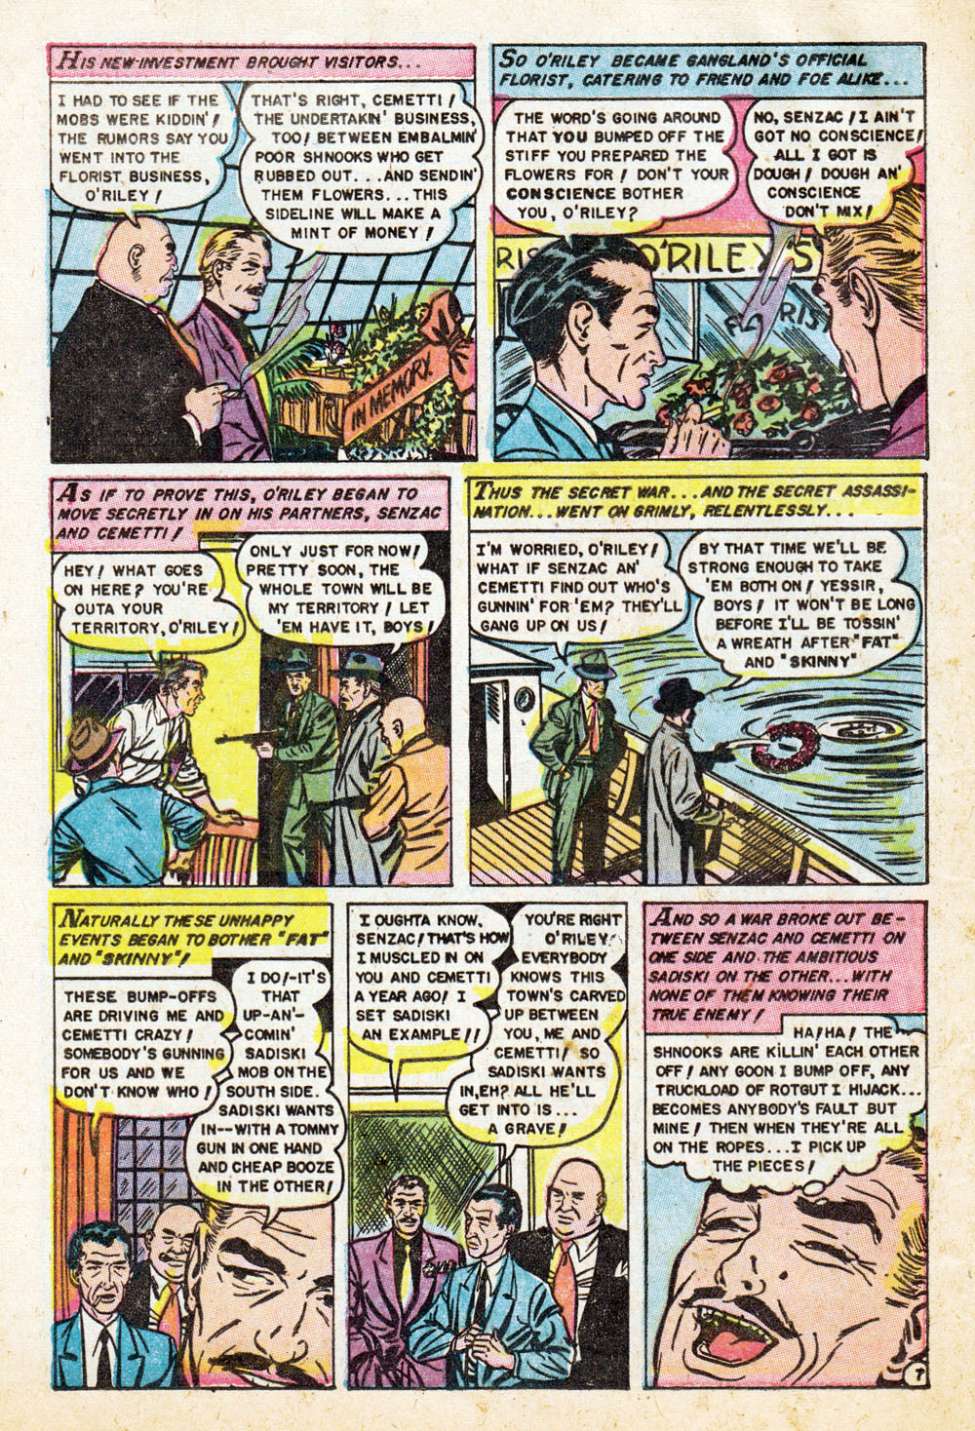 HIS NEW INVESTMENT BROUGHT VISITORS...
I HAD TO SEE IF THE
MOBS WERE KIDDIN'!
THE RUMORS SAY YOU
WENT INTO THE
FLORIST BUSINESS,
O'RILEY!
THAT'S RIGHT, CEMETTI!
THE UNDERTAKIN' BUSINESS,
TOO! BETWEEN EMBALMIN'
POOR SHNOOKS WHO GET
RUBBED OUT...AND SENDIN'
THEM FLOWERS...THIS
SIDELINE WILL MAKE A
MINT OF MONEY!
IN MEMORY
SO O'RILEY BECAME GANGLAND'S OFFICIAL
FLORIST, CATERING TO FRIEND AND FOE ALIKE...
THE WORD'S GOING AROUND
THAT YOU BUMPED OFF THE
STIFF YOU PREPARED THE
FLOWERS FOR! DON'T YOUR
CONSCIENCE BOTHER
YOU, O'RILEY?
NO, SENZAC! I AIN'T
GOT NO CONSCIENCE!
ALL I GOT IS
DOUGH! DOUGH AN'
CONSCIENCE
DON'T MIX!
RIS O'RILEY'S
FLORIS
AS IF TO PROVE THIS, O'RILEY BEGAN TO
MOVE SECRETLY IN ON HIS PARTNERS, SENZAC
AND CEMETTI!
HEY! WHAT GOES
ON HERE? YOU'RE
OUTA YOUR
TERRITORY, O'RILEY!
ONLY JUST FOR NOW!
PRETTY SOON, THE
WHOLE TOWN WILL BE
MY TERRITORY! LET
'EM HAVE IT, BOYS!
THUS THE SECRET WAR...AND THE SECRET ASSASSI-
NATION...WENT ON GRIMLY, RELENTLESSLY...
I'M WORRIED, O'RILEY!
WHAT IF SENZAC AN'
CEMETTI FIND OUT WHO'S
GUNNIN' FOR 'EM? THEY'LL
GANG UP ON US!
BY THAT TIME WE'LL BE
STRONG ENOUGH TO TAKE
'EM BOTH ON! YESSIR,
BOYS! IT WON'T BE LONG
BEFORE I'LL BE TOSSIN'
A WREATH AFTER "FAT"
AND "SKINNY"
NATURALLY THESE UNHAPPY
EVENTS BEGAN TO BOTHER "FAT"
AND "SKINNY"!
THESE BUMP-OFFS
ARE DRIVING ME AND
CEMETTI CRAZY!
SOMEBODY'S GUNNING
FOR US AND WE
DON'T KNOW WHO!
I DO!-IT'S
THAT
UP-AN'-
COMIN'
SADISKI
MOB ON THE
SOUTH SIDE.
SADISKI WANTS
IN--WITH A TOMMY
GUN IN ONE HAND
AND CHEAP BOOZE
IN THE OTHER!
I OUGHTA KNOW,
SENZAC! THAT'S HOW
I MUSCLED IN ON
YOU AND CEMETTI
A YEAR AGO! I
SET SADISKI
AN EXAMPLE!!
YOU'RE RIGHT
O'RILEY!
EVERYBODY
KNOWS THIS
TOWN'S CARVED
UP BETWEEN
YOU, ME AND
CEMETTI! SO
SADISKI WANTS
IN, EH? ALL HE'LL
GET INTO IS...
A GRAVE!
AND SO A WAR BROKE OUT BE-
TWEEN SENZAC AND CEMETTI ON
ONE SIDE AND THE AMBITIOUS
SADISKI ON THE OTHER...WITH
NONE OF THEM KNOWING THEIR
TRUE ENEMY!
HA! HA! THE
SHNOOKS ARE KILLIN' EACH OTHER
OFF! ANY GOON I BUMP OFF, ANY
TRUCKLOAD OF ROTGUT I HIJACK...
BECOMES ANYBODY'S FAULT BUT
MINE! THEN WHEN THEY'RE ALL
ON THE ROPES...I PICK UP
THE PIECES!
7